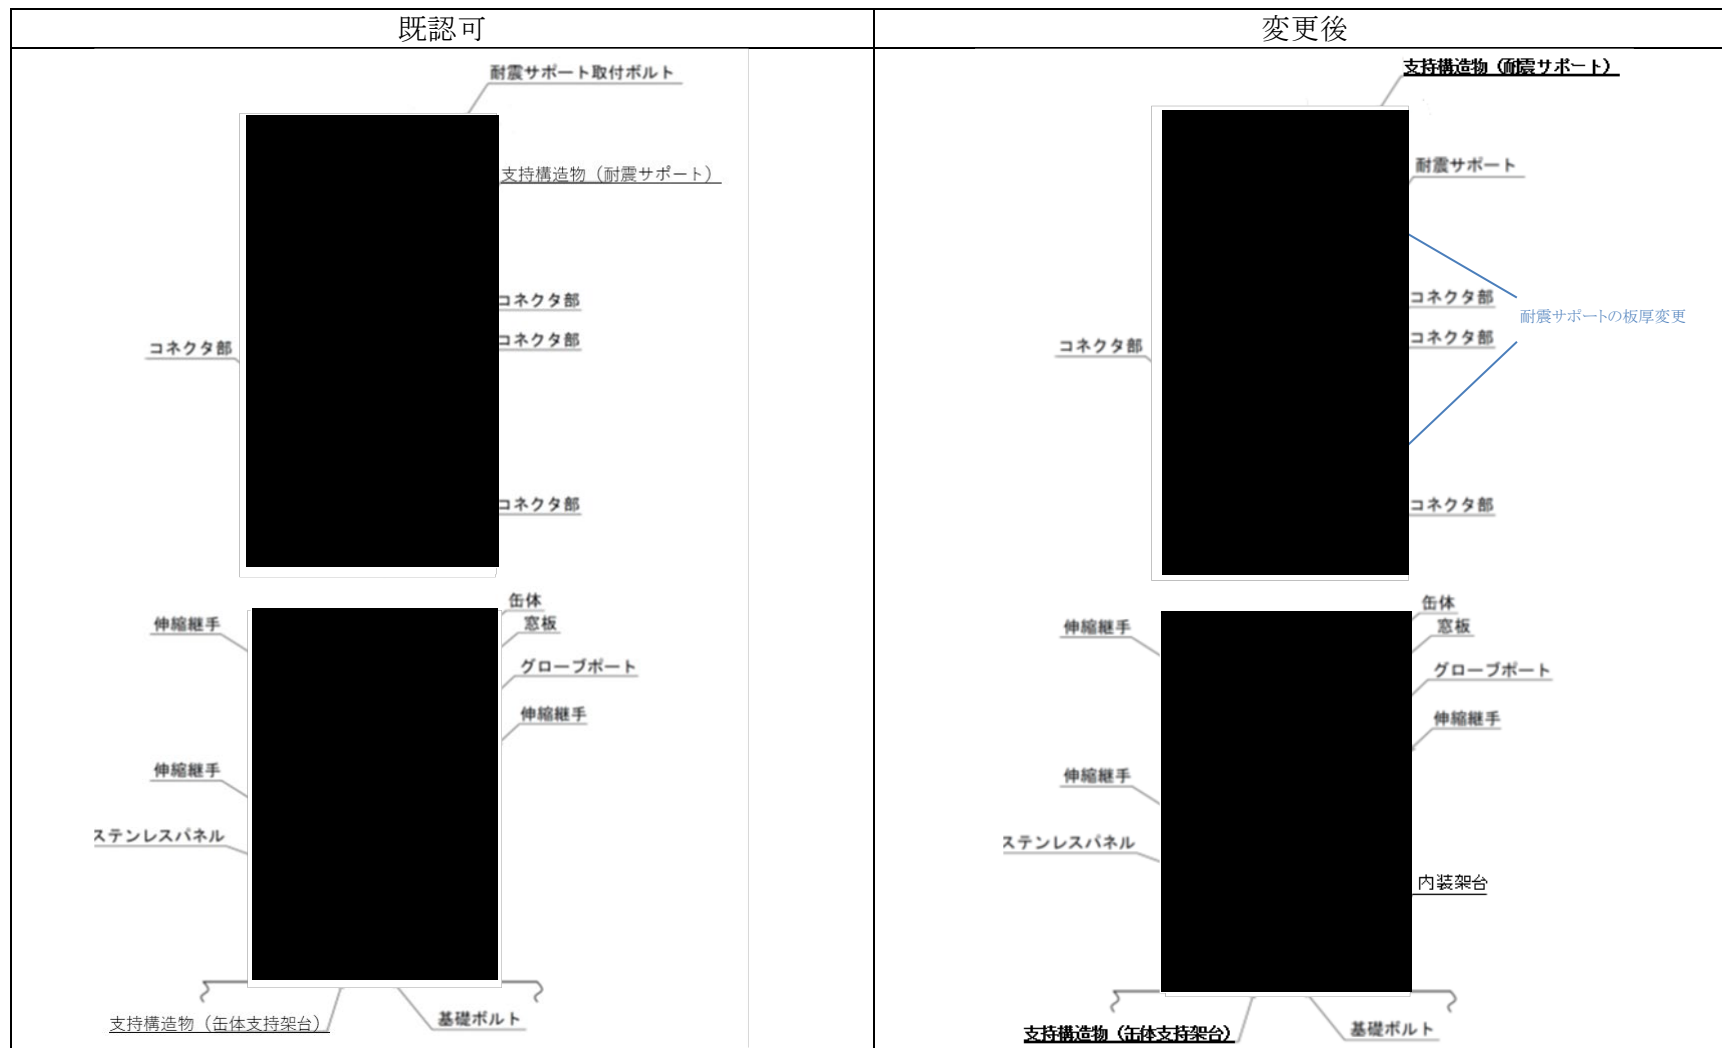 既認可
変更後
耐震サポート取付ボルト
支持構造物（耐震サポート）
コネクタ部
コネクタ部
コネクタ部
コネクタ部
缶体
窓板
伸縮継手
グローブポート
伸縮継手
伸縮継手
ステンレスパネル
支持構造物（缶体支持架台）
基礎ボルト
支持構造物（耐震サポート）
耐震サポート
コネクタ部
耐震サポートの板厚変更
コネクタ部
コネクタ部
コネクタ部
缶体
窓板
伸縮継手
グローブポート
伸縮継手
伸縮継手
ステンレスパネル
内装架台
支持構造物（缶体支持架台）
基礎ボルト